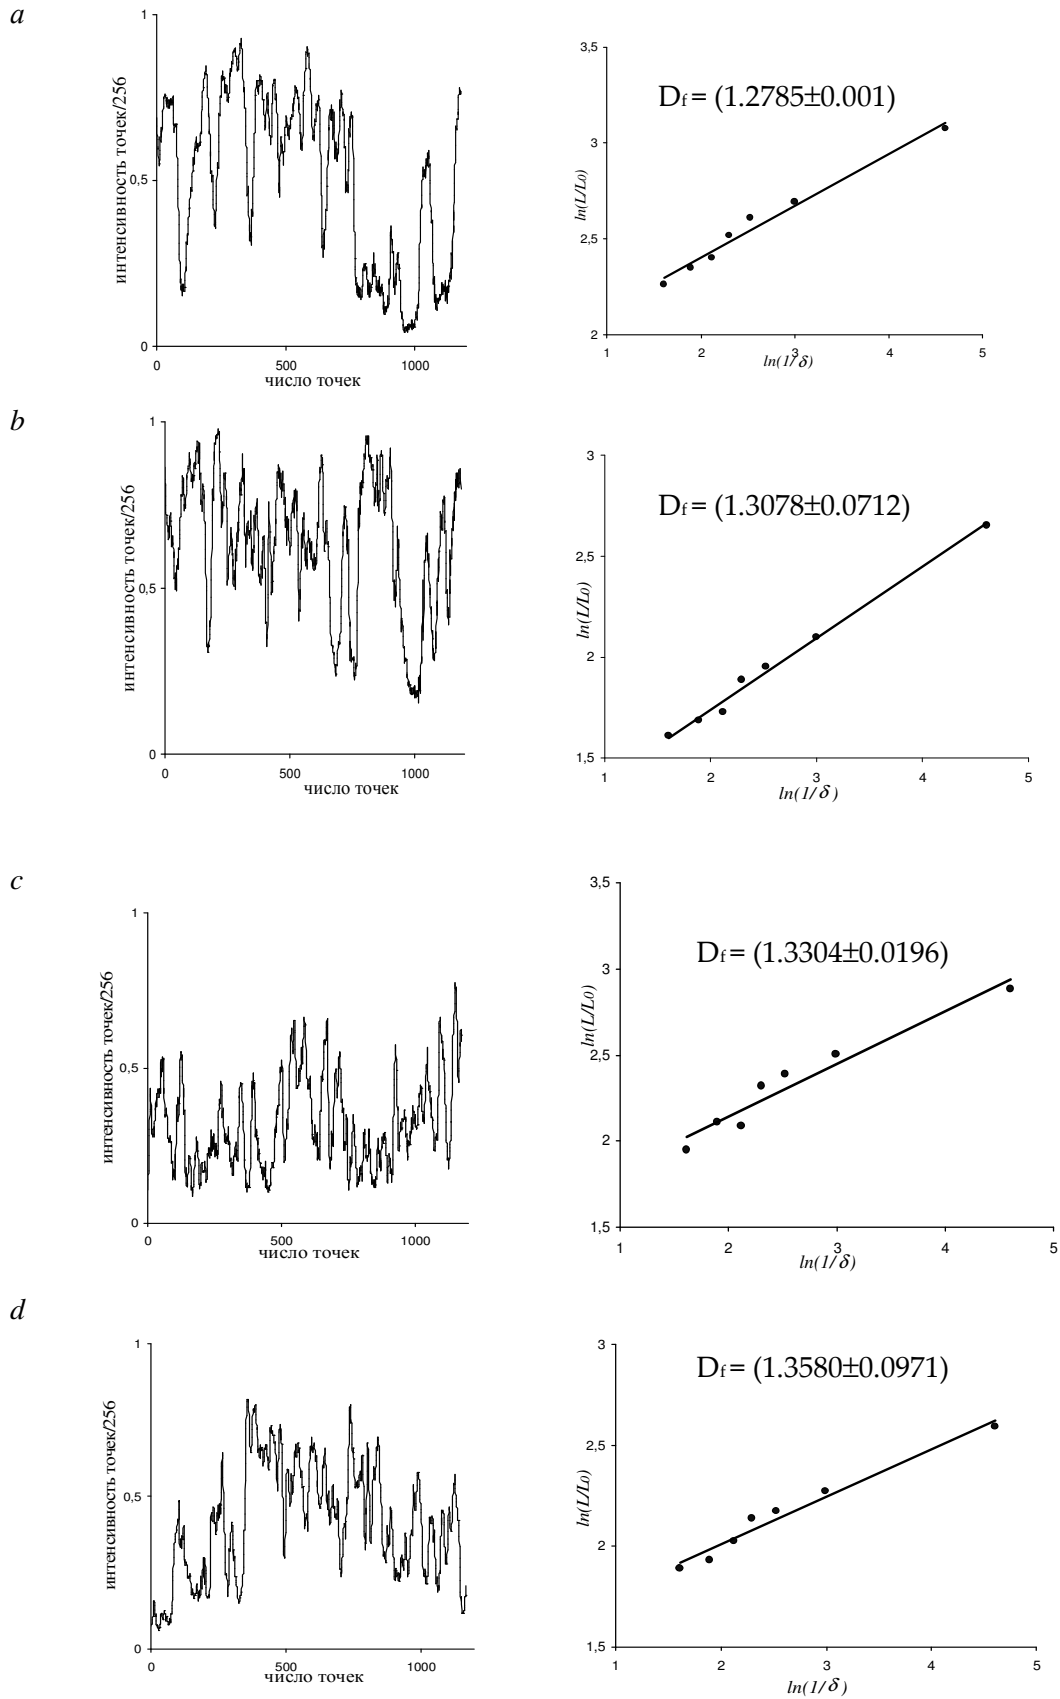 a
1
0,5
0
интенсивность точек/256
0 500 1000
число точек
3,5
3
2,5
2
ln(L/L0)
Df = (1.2785±0.001)
1 2 3 4 5
ln(1/δ)
b
1
0,5
0
интенсивность точек/256
0 500 1000
число точек
3
2,5
2
1,5
ln(L/L0)
Df = (1.3078±0.0712)
1 2 3 4 5
ln(1/δ)
c
1
0,5
0
интенсивность точек/256
0 500 1000
число точек
3,5
3
2,5
2
1,5
ln(L/L0)
Df = (1.3304±0.0196)
1 2 3 4 5
ln(1/δ)
d
1
0,5
0
интенсивность точек/256
0 500 1000
число точек
3
2,5
2
1,5
ln(L/L0)
Df = (1.3580±0.0971)
1 2 3 4 5
ln(1/δ)